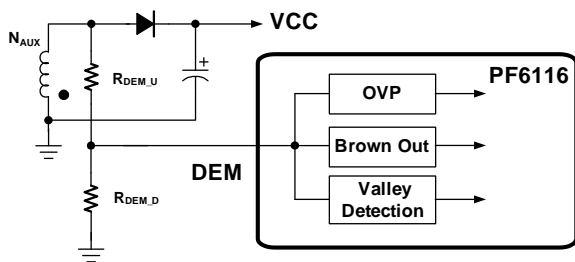 VCC
N_AUX
PF6116
R_DEM_U
OVP
Brown Out
DEM
Valley
Detection
R_DEM_D
+